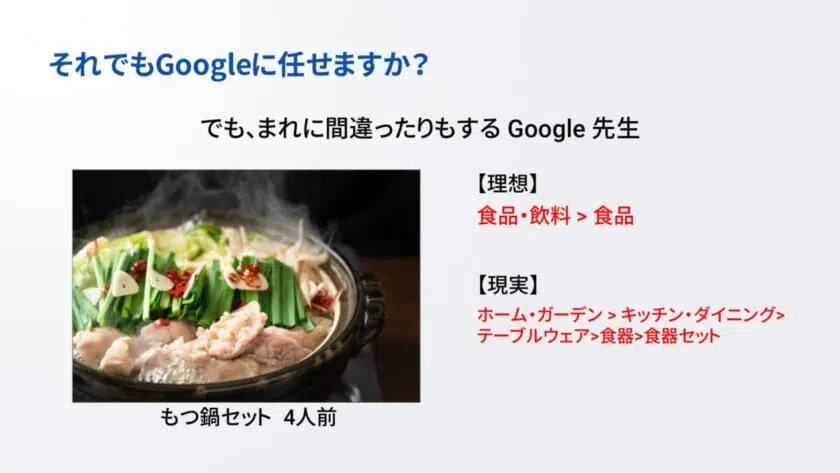 それでもGoogleに任せますか？
でも、まれに間違ったりもする Google 先生
【理想】
食品・飲料 > 食品
【現実】
ホーム・ガーデン > キッチン・ダイニング>
テーブルウェア>食器>食器セット
もつ鍋セット 4人前